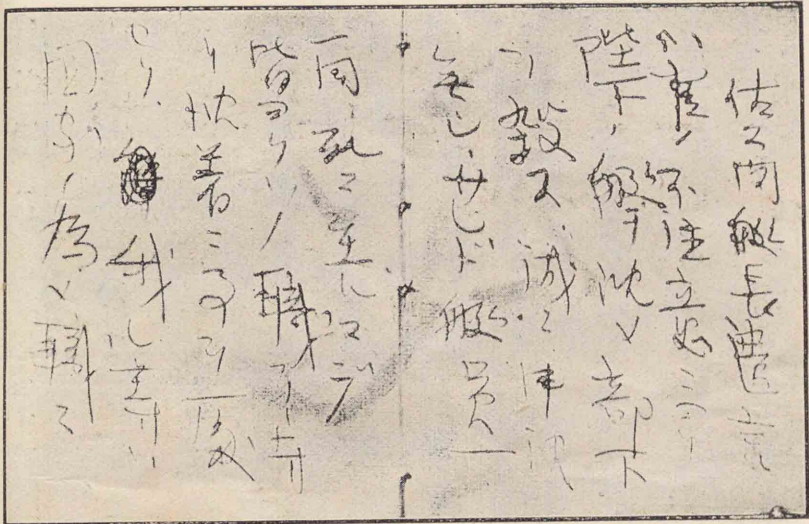 佐久間艇長遺言
小官ノ不注意ニヨリ
陛下ノ艇ヲ沈メ部下
ヲ殺ス、誠ニ申訳
無シ、サレド艇員一
同、死ニ至ルマデ
皆ヨクソノ職ヲ守
リ沈着ニ事ヲ處
セリ、我レ等ハ
国家ノ為メ職ニ